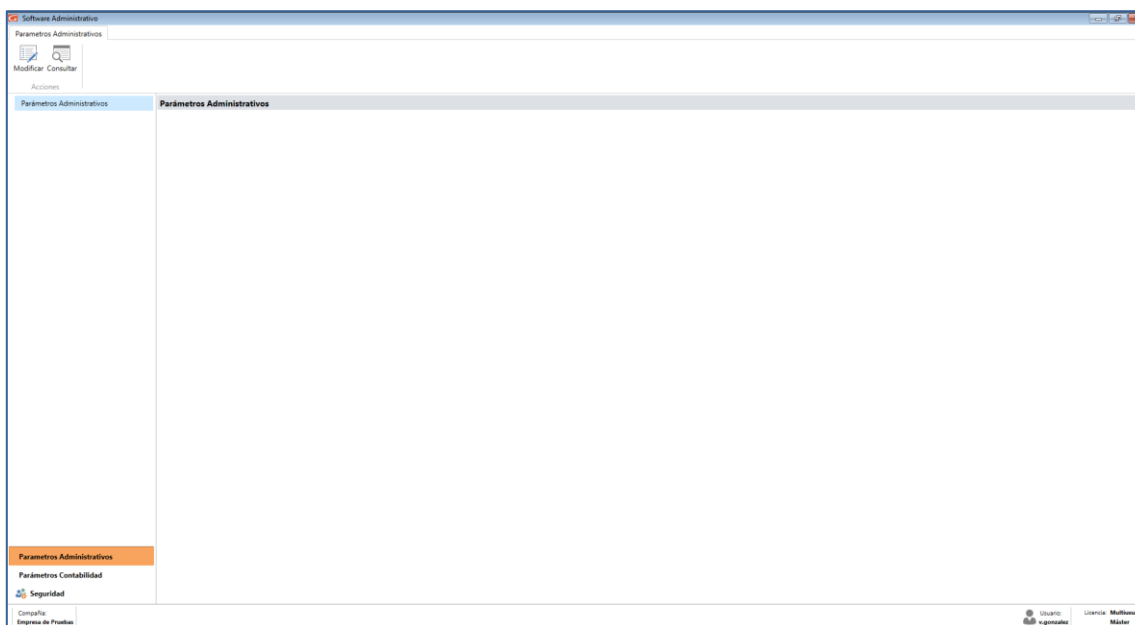 Software Administrativo
Parametros Administrativos
Modificar Consultar
Acciones
Parámetros Administrativos
Parámetros Administrativos
Parametros Administrativos
Parámetros Contabilidad
Seguridad
Compañía:
Empresa de Pruebas
Usuario:
v.gonzalez
Licencia: 
Máster